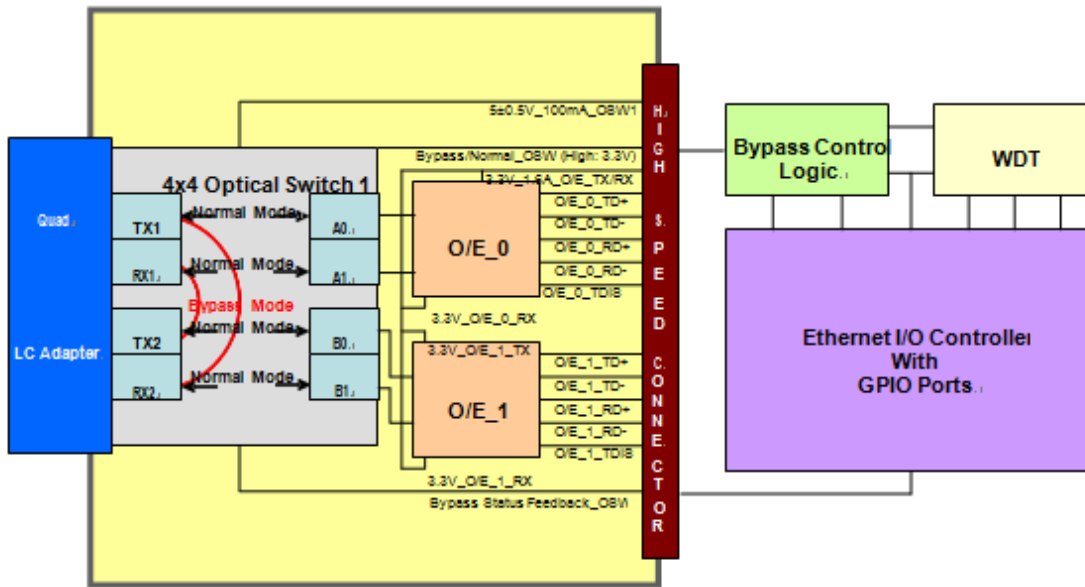 5±0.5V_100mA_OBW1
Bypass/Normal_OBW (High: 3.3V)
3.3V_1.6A_O/E_TX/RX
4x4 Optical Switch 1
Quad
LC Adapter
TX1
RX1
TX2
RX2
Normal Mode
Normal Mode
Bypass Mode
Normal Mode
Normal Mode
A0
A1
B0
B1
O/E_0
O/E_0_TD+
O/E_0_TD-
O/E_0_RD+
O/E_0_RD-
O/E_0_TDIS
3.3V_O/E_0_RX
3.3V_O/E_1_TX
O/E_1
O/E_1_TD+
O/E_1_TD-
O/E_1_RD+
O/E_1_RD-
O/E_1_TDIS
3.3V_O/E_1_RX
Bypass Status Feedback_OBW
HIGH SPEED CONNECTOR
Bypass Control
Logic
WDT
Ethernet I/O Controller
With
GPIO Ports